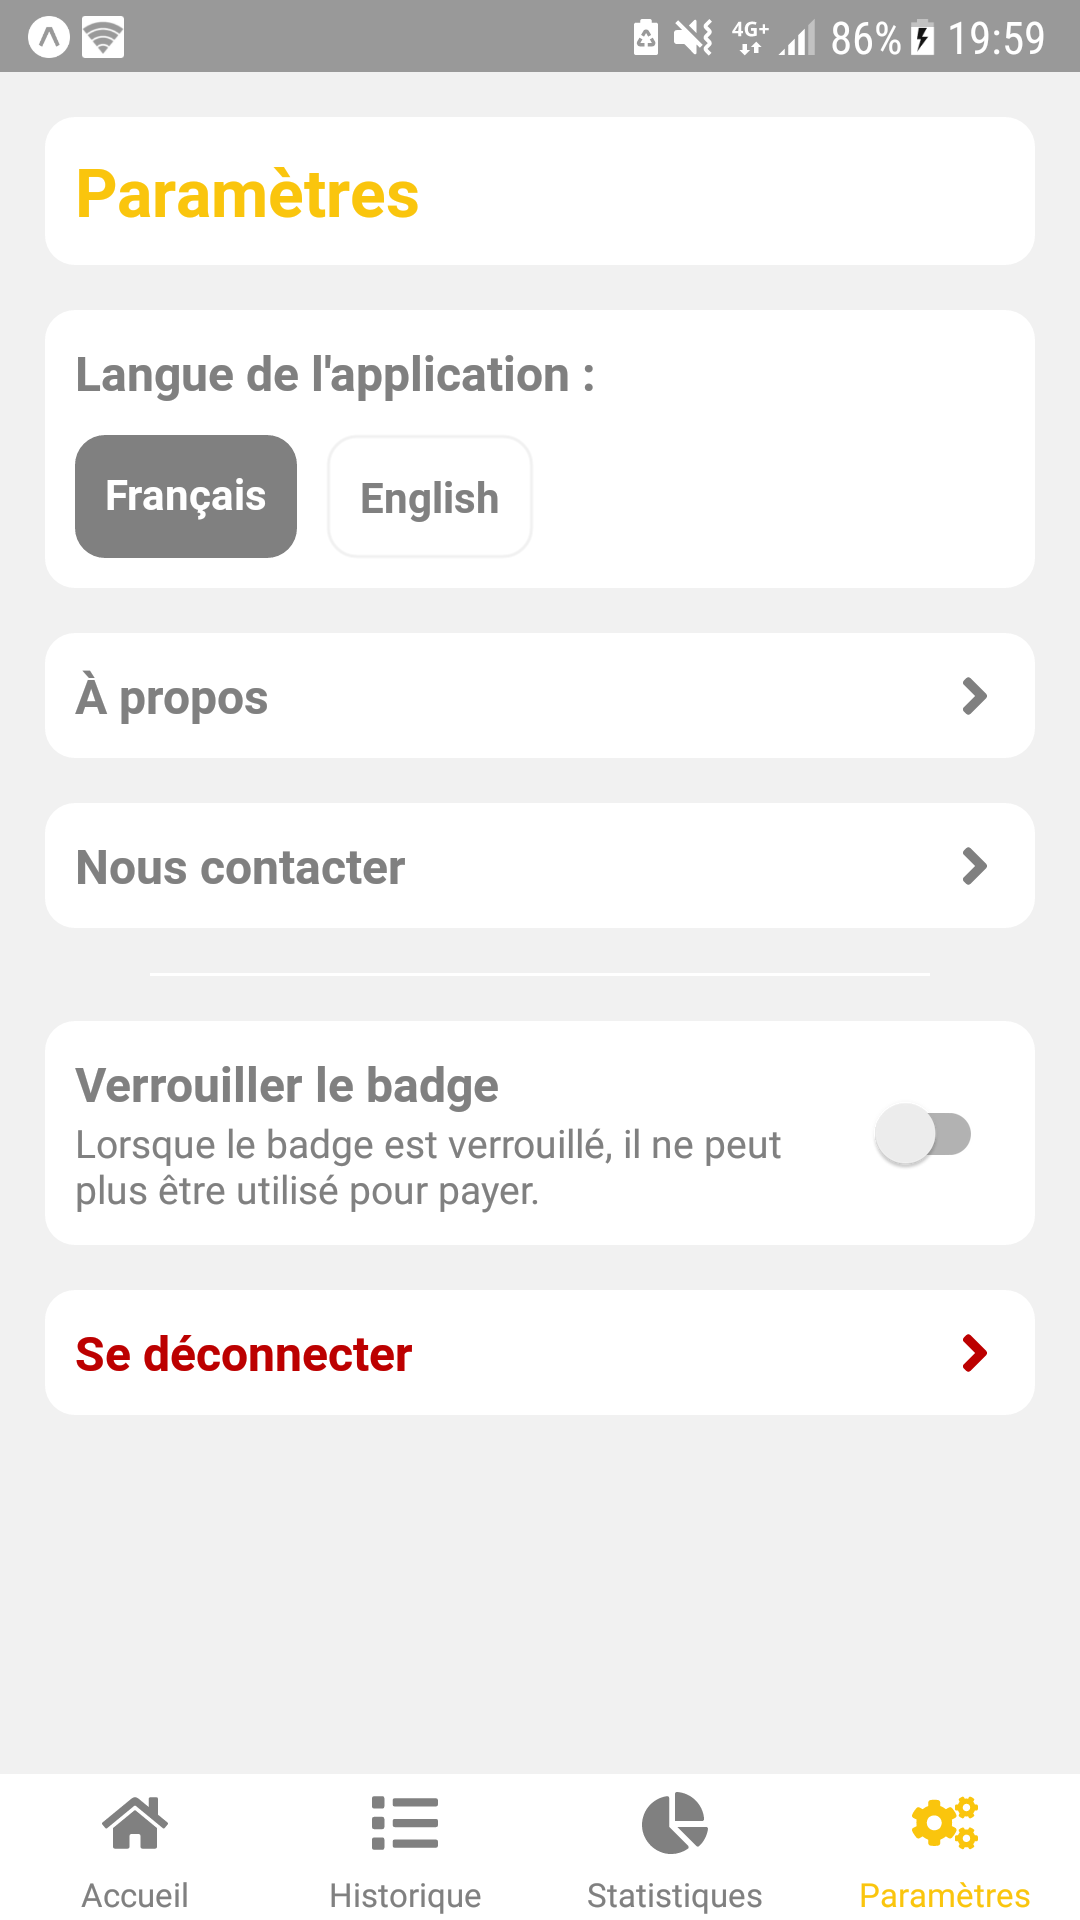 4G+ 86% 19:59
Paramètres
Langue de l'application :
Français English
À propos
Nous contacter
Verrouiller le badge
Lorsque le badge est verrouillé, il ne peut
plus être utilisé pour payer.
Se déconnecter
Accueil Historique Statistiques Paramètres